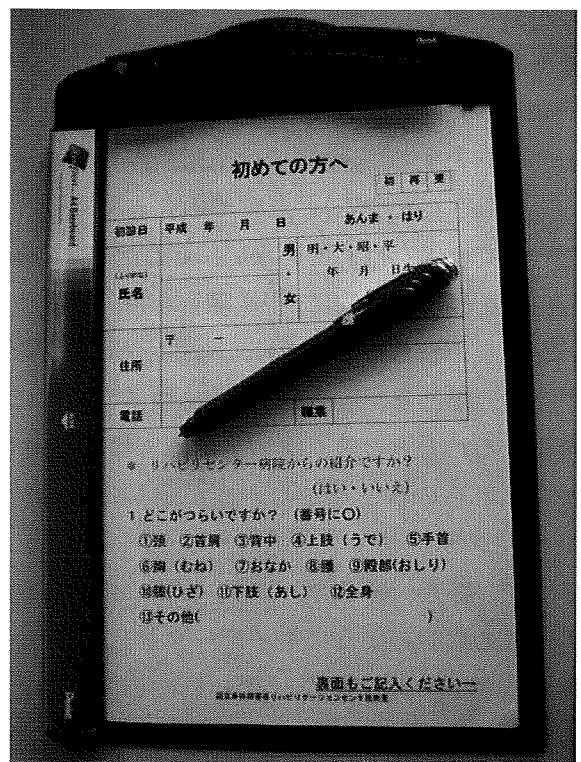 初めての方へ
初 再 要
初診日 平成 年 月 日 あんま・はり
(ふりがな)
氏名
男・女
明・大・昭・平
年 月 日生
住所
〒 ー
電話
職業
* リハビリセンター病院からの紹介ですか?
(はい・いいえ)
1 どこがつらいですか? (番号に〇)
①頭 ②首肩 ③背中 ④上肢(うで) ⑤手首
⑥胸(むね) ⑦おなか ⑧腰 ⑨殿部(おしり)
⑩膝(ひざ) ⑪下肢(あし) ⑫全身
⑬その他( )
裏面もご記入ください→
Pentel